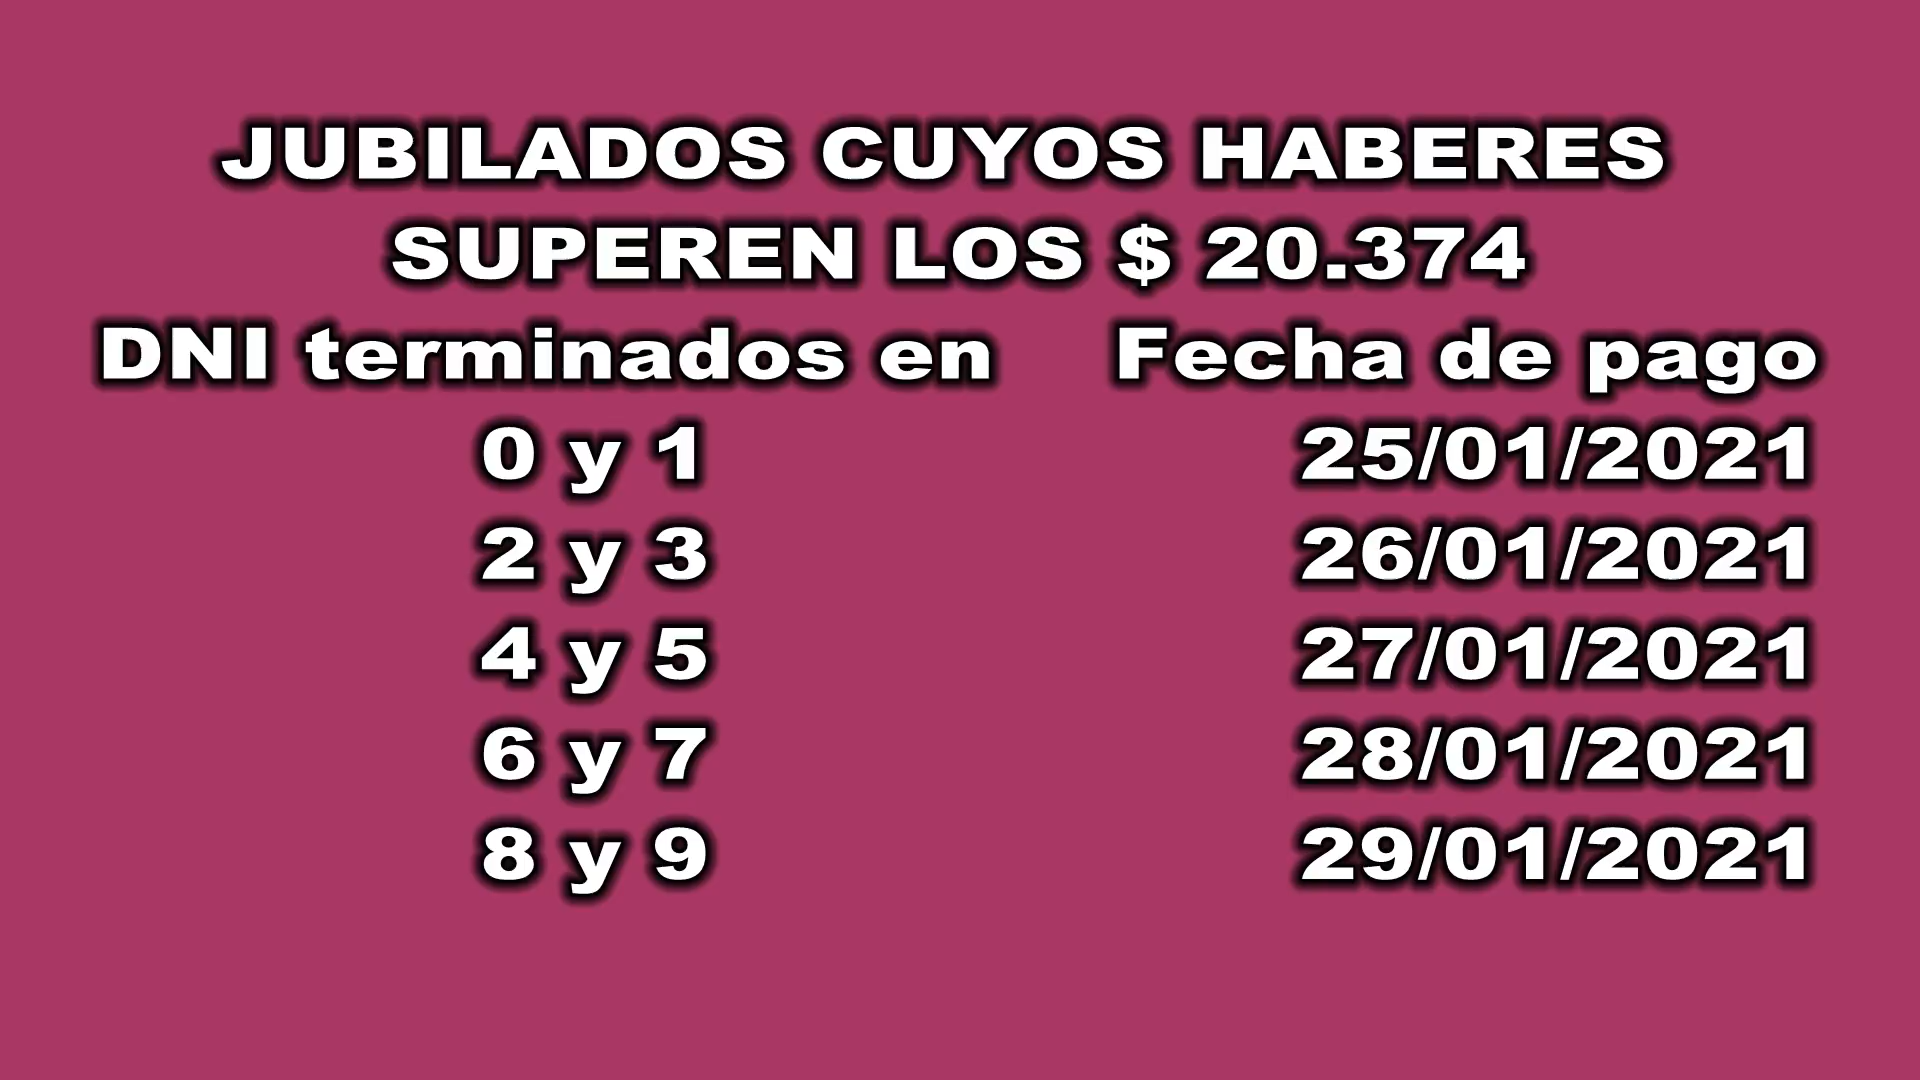 JUBILADOS CUYOS HABERES
SUPEREN LOS $ 20.374
DNI terminados en Fecha de pago
0 y 1 25/01/2021
2 y 3 26/01/2021
4 y 5 27/01/2021
6 y 7 28/01/2021
8 y 9 29/01/2021